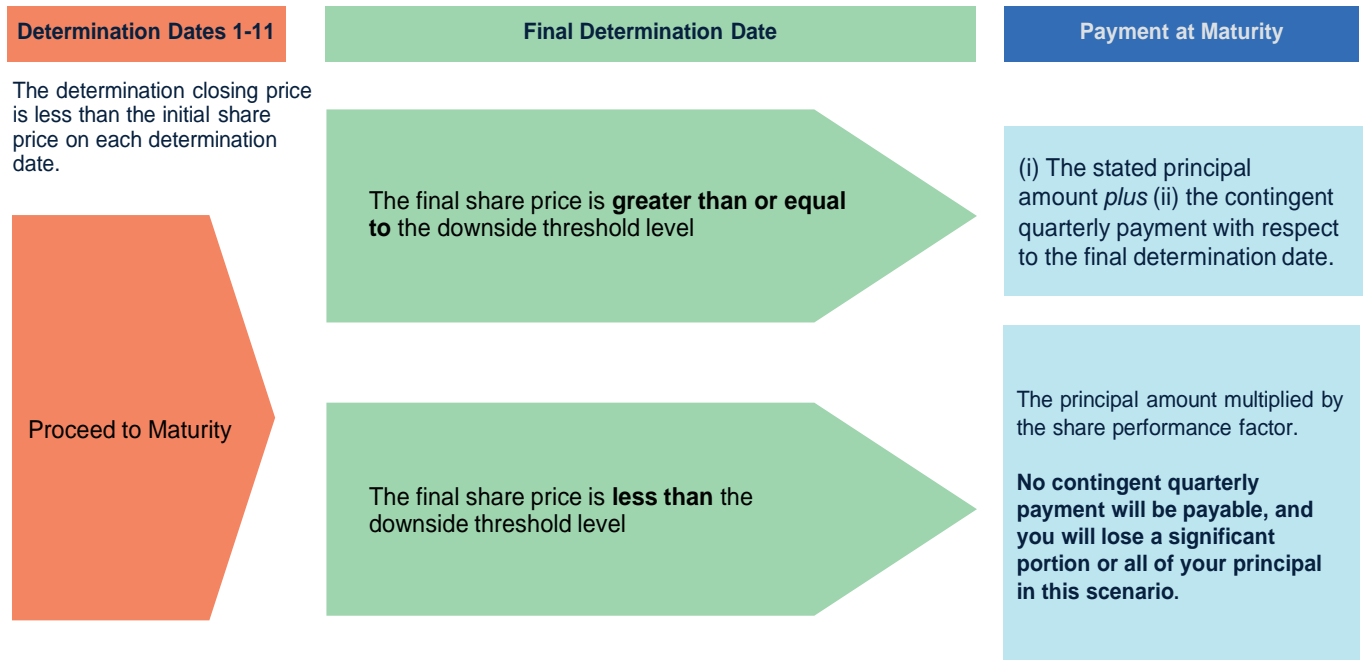 Determination Dates 1-11
Final Determination Date
Payment at Maturity
The determination closing price
is less than the initial share
price on each determination
date.
Proceed to Maturity
The final share price is greater than or equal
to the downside threshold level
(i) The stated principal
amount plus (ii) the contingent
quarterly payment with respect
to the final determination date.
The final share price is less than the
downside threshold level
The principal amount multiplied by
the share performance factor.
No contingent quarterly
payment will be payable, and
you will lose a significant
portion or all of your principal
in this scenario.